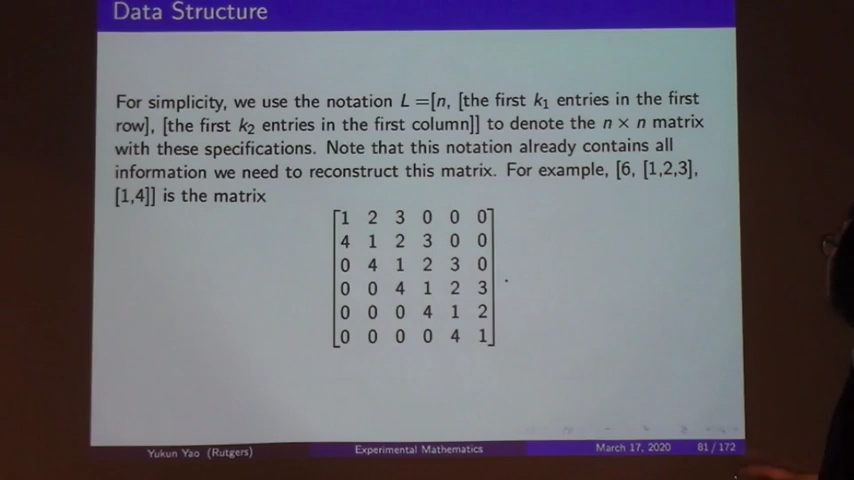 Data Structure
For simplicity, we use the notation L =[n, [the first k₁ entries in the first
row], [the first k₂ entries in the first column]] to denote the n × n matrix
with these specifications. Note that this notation already contains all
information we need to reconstruct this matrix. For example, [6, [1,2,3],
[1,4]] is the matrix
1 2 3 0 0 0
4 1 2 3 0 0
0 4 1 2 3 0
0 0 4 1 2 3
0 0 0 4 1 2
0 0 0 0 4 1
.
Yukun Yao (Rutgers) Experimental Mathematics March 17, 2020 81 / 172